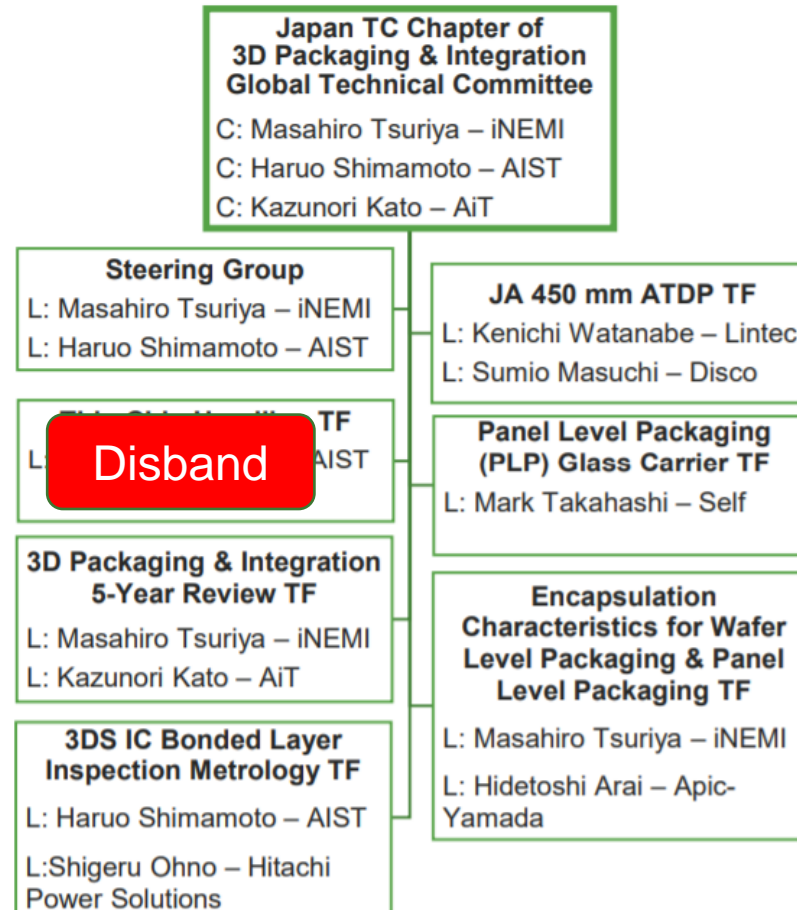 Japan TC Chapter of
3D Packaging & Integration
Global Technical Committee
C: Masahiro Tsuriya – iNEMI
C: Haruo Shimamoto – AIST
C: Kazunori Kato – AiT
Steering Group
L: Masahiro Tsuriya – iNEMI
L: Haruo Shimamoto – AIST
TF
L: AIST
Disband
3D Packaging & Integration
5-Year Review TF
L: Masahiro Tsuriya – iNEMI
L: Kazunori Kato – AiT
3DS IC Bonded Layer
Inspection Metrology TF
L: Haruo Shimamoto – AIST
L:Shigeru Ohno – Hitachi
Power Solutions
JA 450 mm ATDP TF
L: Kenichi Watanabe – Lintec
L: Sumio Masuchi – Disco
Panel Level Packaging
(PLP) Glass Carrier TF
L: Mark Takahashi – Self
Encapsulation
Characteristics for Wafer
Level Packaging & Panel
Level Packaging TF
L: Masahiro Tsuriya – iNEMI
L: Hidetoshi Arai – Apic-
Yamada